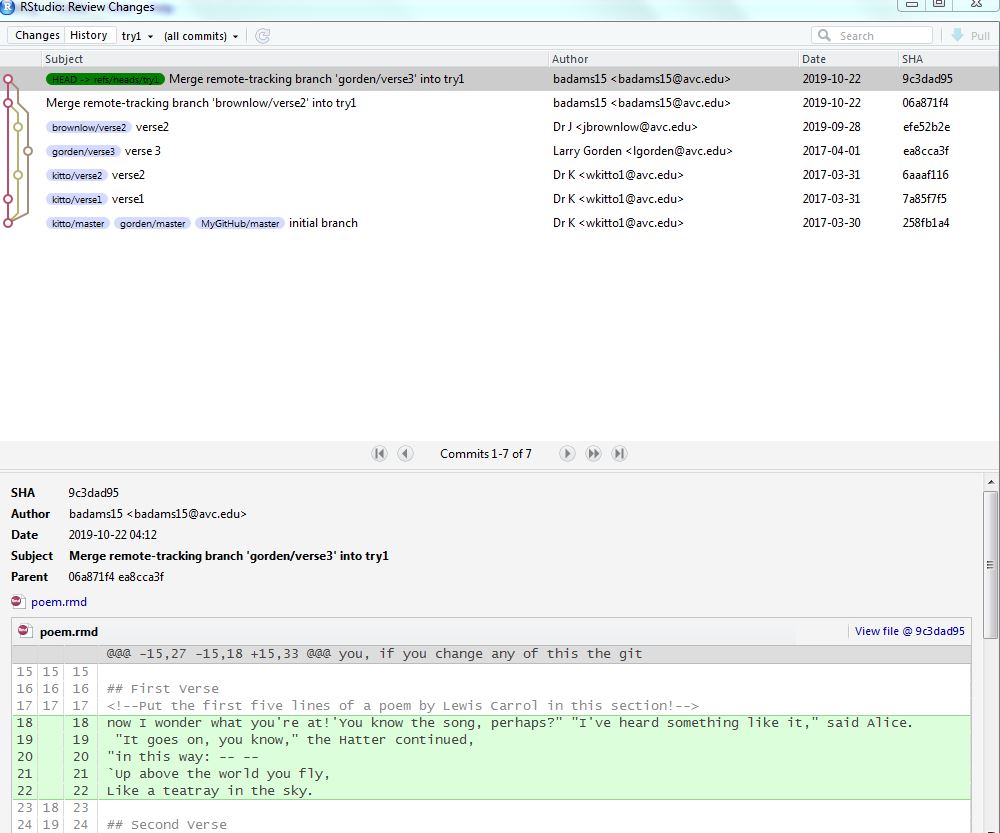 RStudio: Review Changes
Changes History try1 (all commits) Search Pull
Subject Author Date SHA
HEAD -> refs/heads/try1 Merge remote-tracking branch 'gorden/verse3' into try1 badams15 <badams15@avc.edu> 2019-10-22 9c3dad95
Merge remote-tracking branch 'brownlow/verse2' into try1 badams15 <badams15@avc.edu> 2019-10-22 06a871f4
brownlow/verse2 verse2 Dr J <jbrownlow@avc.edu> 2019-09-28 efe52b2e
gorden/verse3 verse 3 Larry Gorden <lgorden@avc.edu> 2017-04-01 ea8cca3f
kitto/verse2 verse2 Dr K <wkitto1@avc.edu> 2017-03-31 6aaaf116
kitto/verse1 verse1 Dr K <wkitto1@avc.edu> 2017-03-31 7a85f7f5
kitto/master gorden/master MyGitHub/master initial branch Dr K <wkitto1@avc.edu> 2017-03-30 258fb1a4
Commits 1-7 of 7
SHA 9c3dad95
Author badams15 <badams15@avc.edu>
Date 2019-10-22 04:12
Subject Merge remote-tracking branch 'gorden/verse3' into try1
Parent 06a871f4 ea8cca3f
poem.rmd
poem.rmd View file @ 9c3dad95
@@@ -15,27 -15,18 +15,33 @@@ you, if you change any of this the git
15 15 15
16 16 16 ## First Verse
17 17 17 <!--Put the first five lines of a poem by Lewis Carrol in this section!-->
18 18 now I wonder what you're at!'You know the song, perhaps?" "I've heard something like it," said Alice.
19 19 "It goes on, you know," the Hatter continued,
20 20 "in this way: -- --
21 21 `Up above the world you fly,
22 22 Like a teatray in the sky.
23 18 23
24 19 24 ## Second Verse